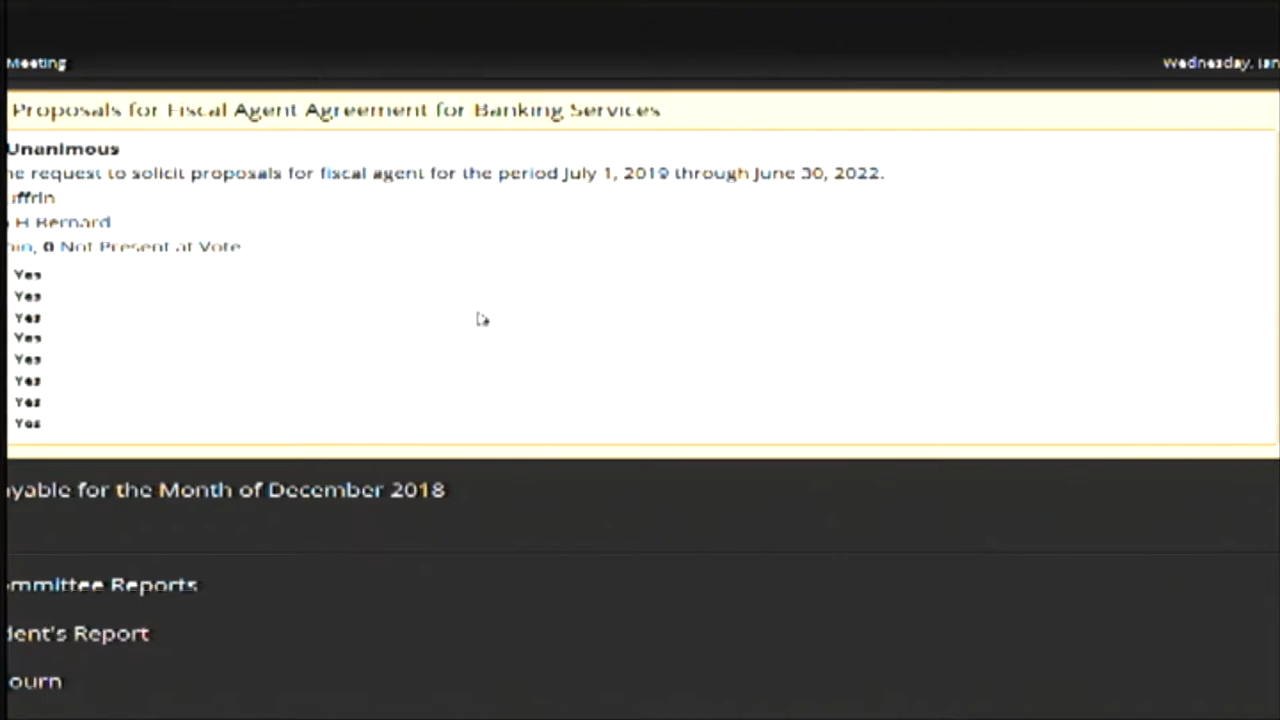 Meeting
Wednesday, Jan
Proposals for Fiscal Agent Agreement for Banking Services
Unanimous
he request to solicit proposals for fiscal agent for the period July 1, 2019 through June 30, 2022.
uffrin
H Bernard
ain, 0 Not Present at Vote
Yes
Yes
Yes
Yes
Yes
Yes
Yes
Yes
ayable for the Month of December 2018
ommittee Reports
dent's Report
ourn